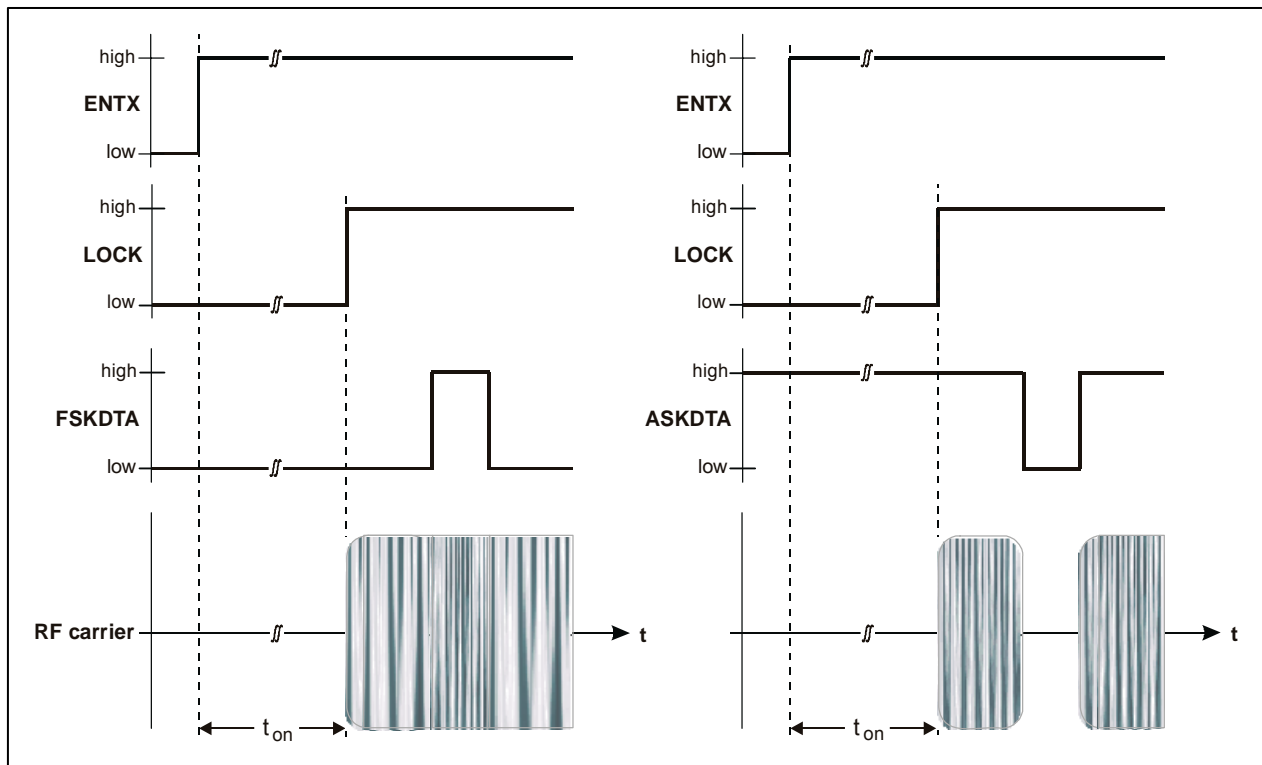 high
ENTX
low
high
LOCK
low
high
FSKDTA
low
RF carrier
t
t on
high
ENTX
low
high
LOCK
low
high
ASKDTA
low
t
t on